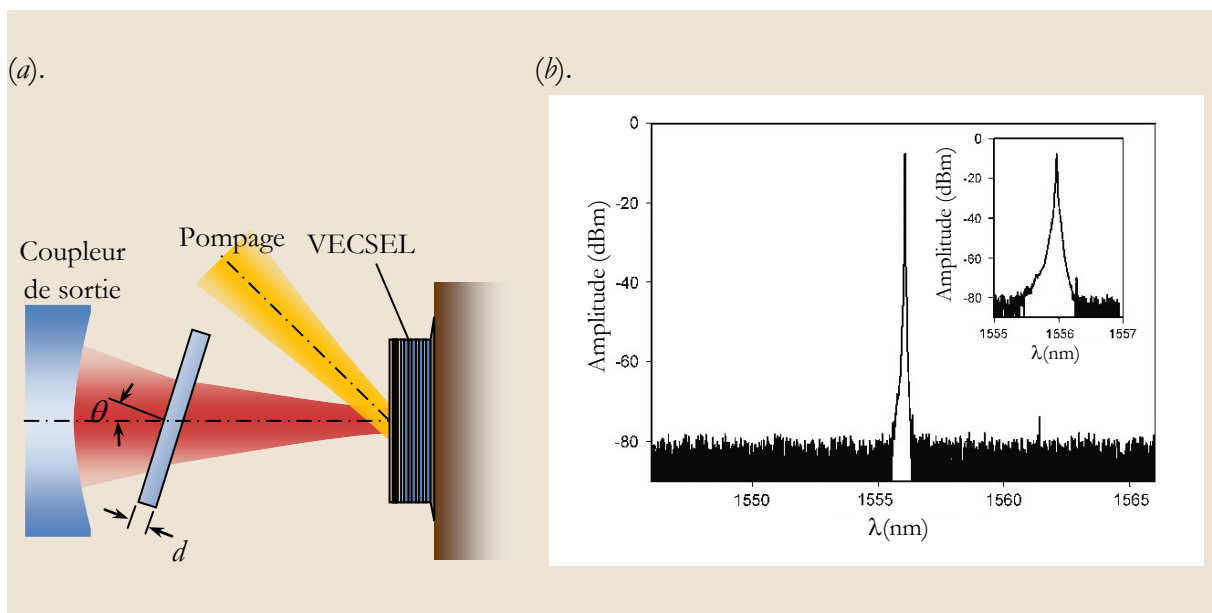 (a).
Coupleur
de sortie
Pompage
VECSEL
θ
d
(b).
Amplitude (dBm)
0
-20
-40
-60
-80
1550
1555
1560
1565
λ(nm)
Amplitude (dBm)
0
-20
-40
-60
-80
1555
1556
1557
λ(nm)